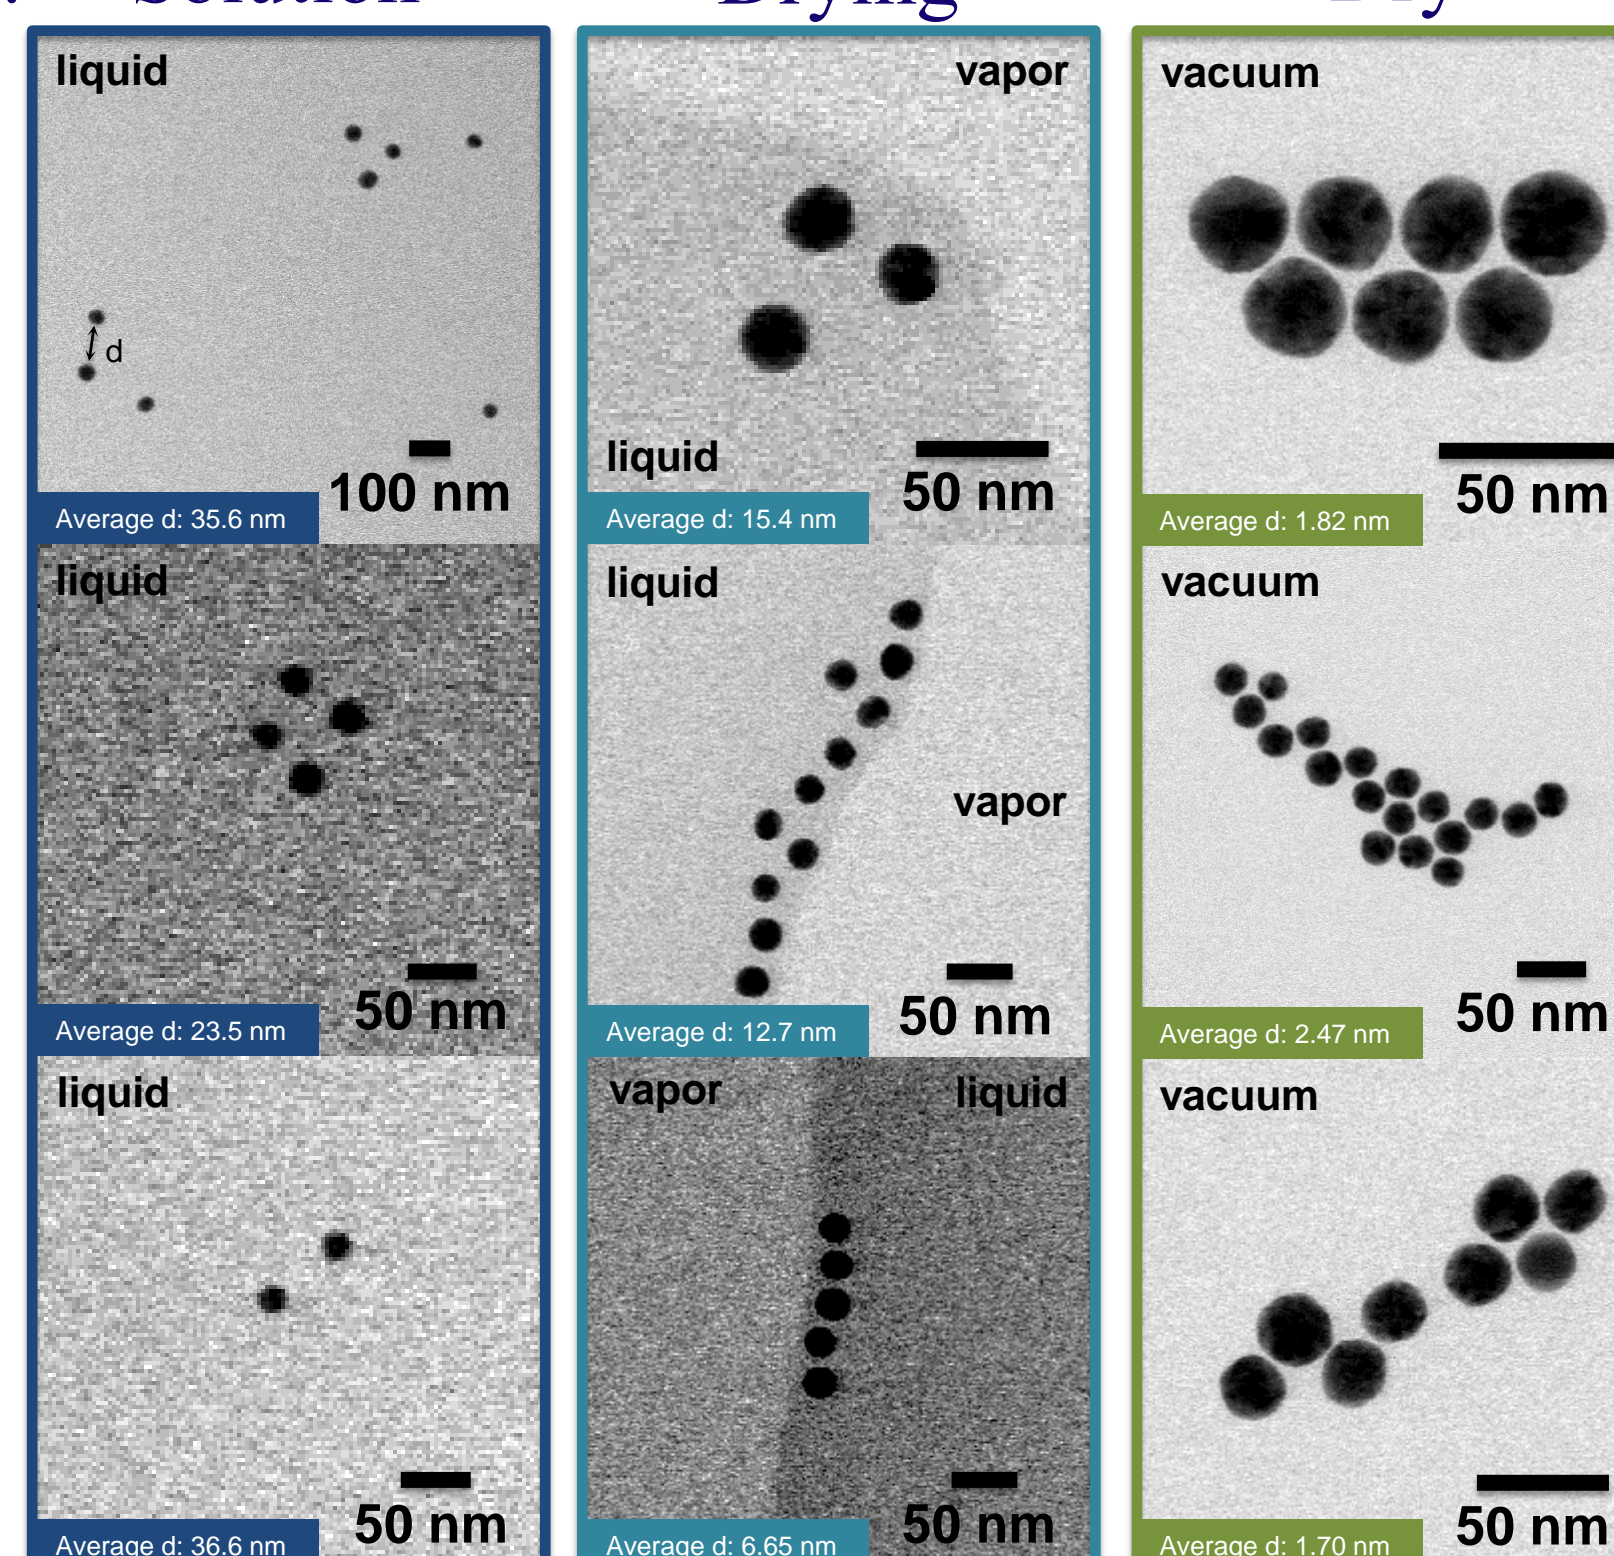 Solution
Drying
Dry
liquid
d
100 nm
Average d: 35.6 nm
vapor
liquid
50 nm
Average d: 15.4 nm
vacuum
50 nm
Average d: 1.82 nm
liquid
50 nm
Average d: 23.5 nm
liquid
vapor
50 nm
Average d: 12.7 nm
vacuum
50 nm
Average d: 2.47 nm
liquid
50 nm
Average d: 36.6 nm
vapor
liquid
50 nm
Average d: 6.65 nm
vacuum
50 nm
Average d: 1.70 nm